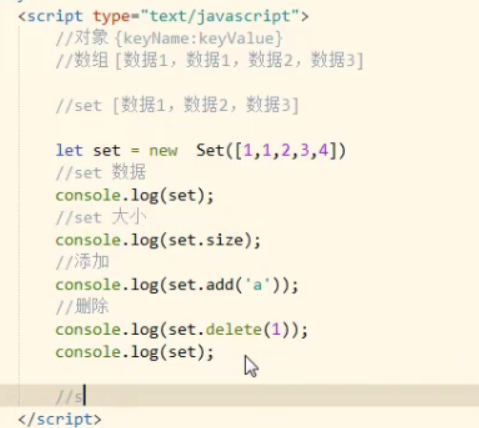 <script type="text/javascript">
//对象 {keyName:keyValue}
//数组 [数据1，数据1，数据2，数据3]
//set [数据1，数据2，数据3]
let set = new  Set([1,1,2,3,4])
//set 数据
console.log(set);
//set 大小
console.log(set.size);
//添加
console.log(set.add('a'));
//删除
console.log(set.delete(1));
console.log(set);
//s
</script>